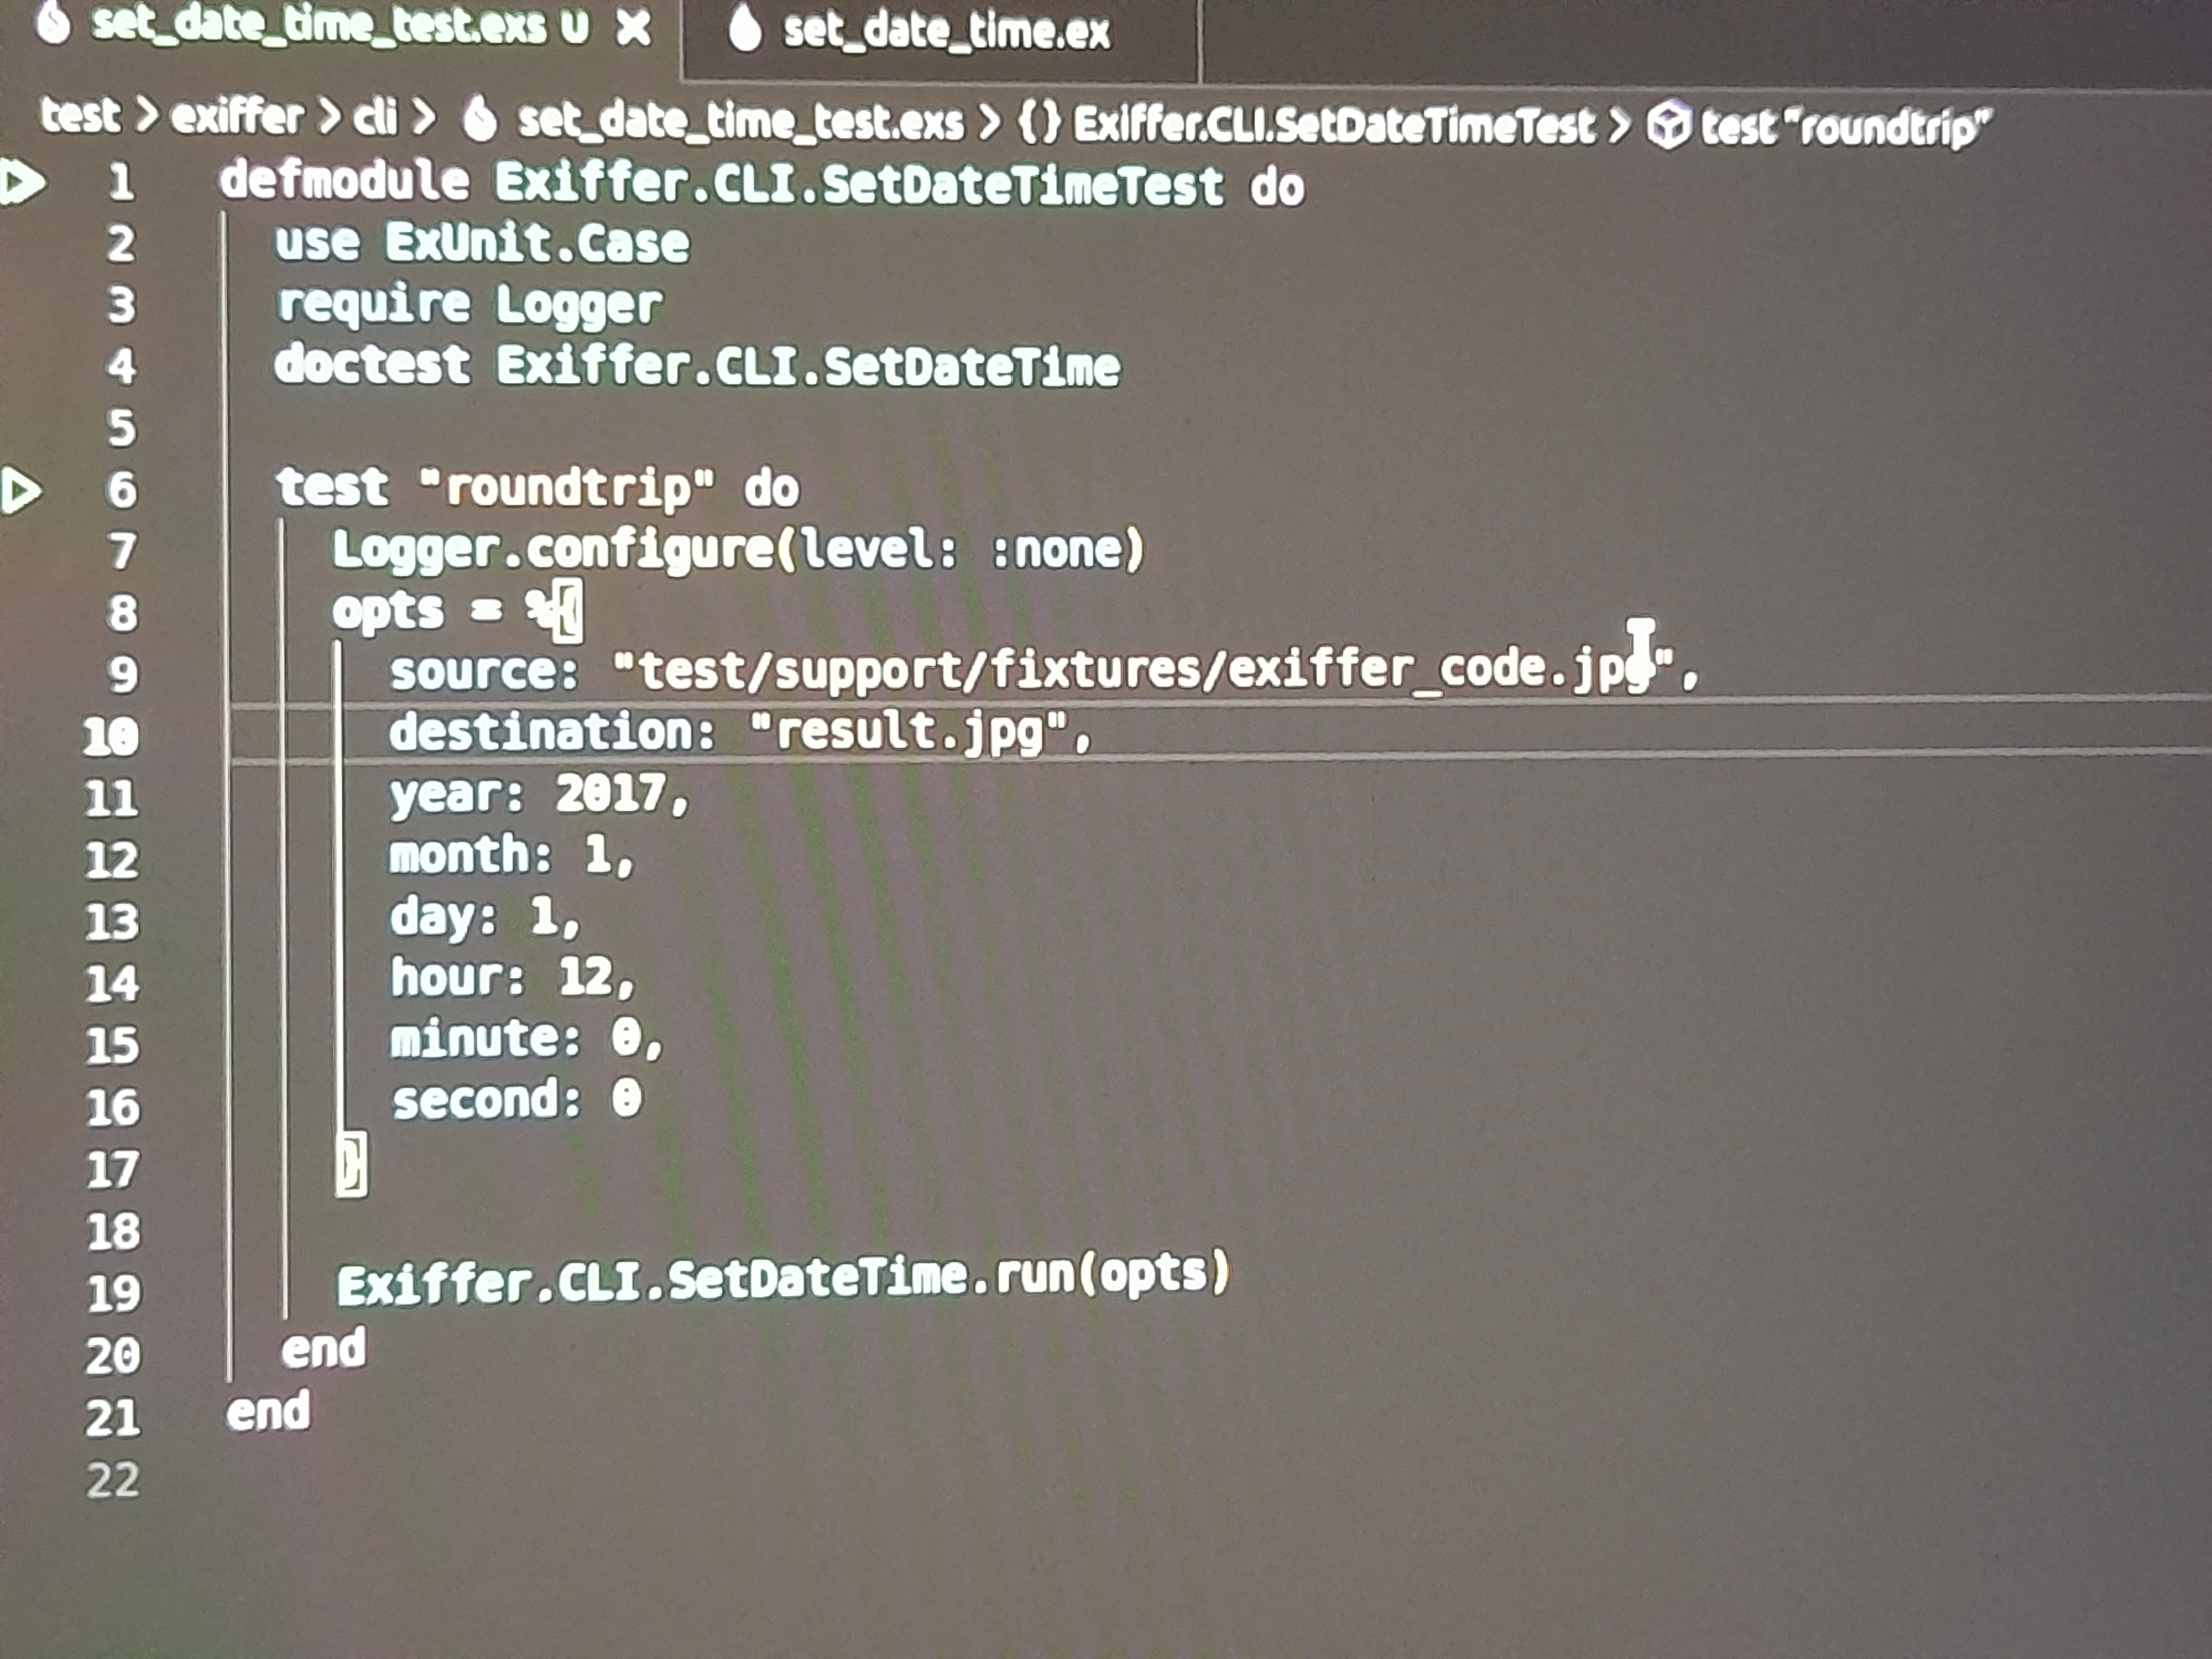 set_date_time_test.exs U
set_date_time.ex
test > exiffer > cli > set_date_time_test.exs > {} Exiffer.CLI.SetDateTimeTest > test "roundtrip"
1 defmodule Exiffer.CLI.SetDateTimeTest do
2 use ExUnit.Case
3 require Logger
4 doctest Exiffer.CLI.SetDateTime
5
6 test "roundtrip" do
7 Logger.configure(level: :none)
8 opts = %{
9 source: "test/support/fixtures/exiffer_code.jpg",
10 destination: "result.jpg",
11 year: 2017,
12 month: 1,
13 day: 1,
14 hour: 12,
15 minute: 0,
16 second: 0
17 }
18
19 Exiffer.CLI.SetDateTime.run(opts)
20 end
21 end
22